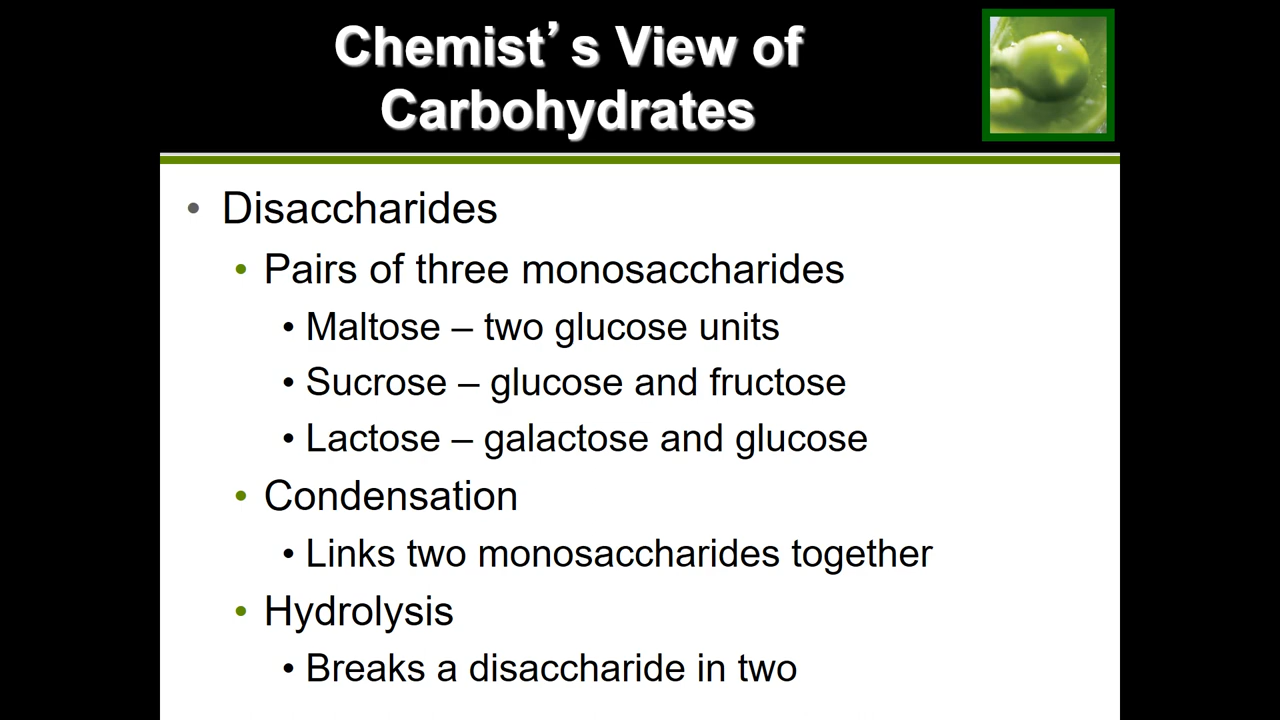 Chemist’s View of
Carbohydrates
• Disaccharides
• Pairs of three monosaccharides
• Maltose – two glucose units
• Sucrose – glucose and fructose
• Lactose – galactose and glucose
• Condensation
• Links two monosaccharides together
• Hydrolysis
• Breaks a disaccharide in two